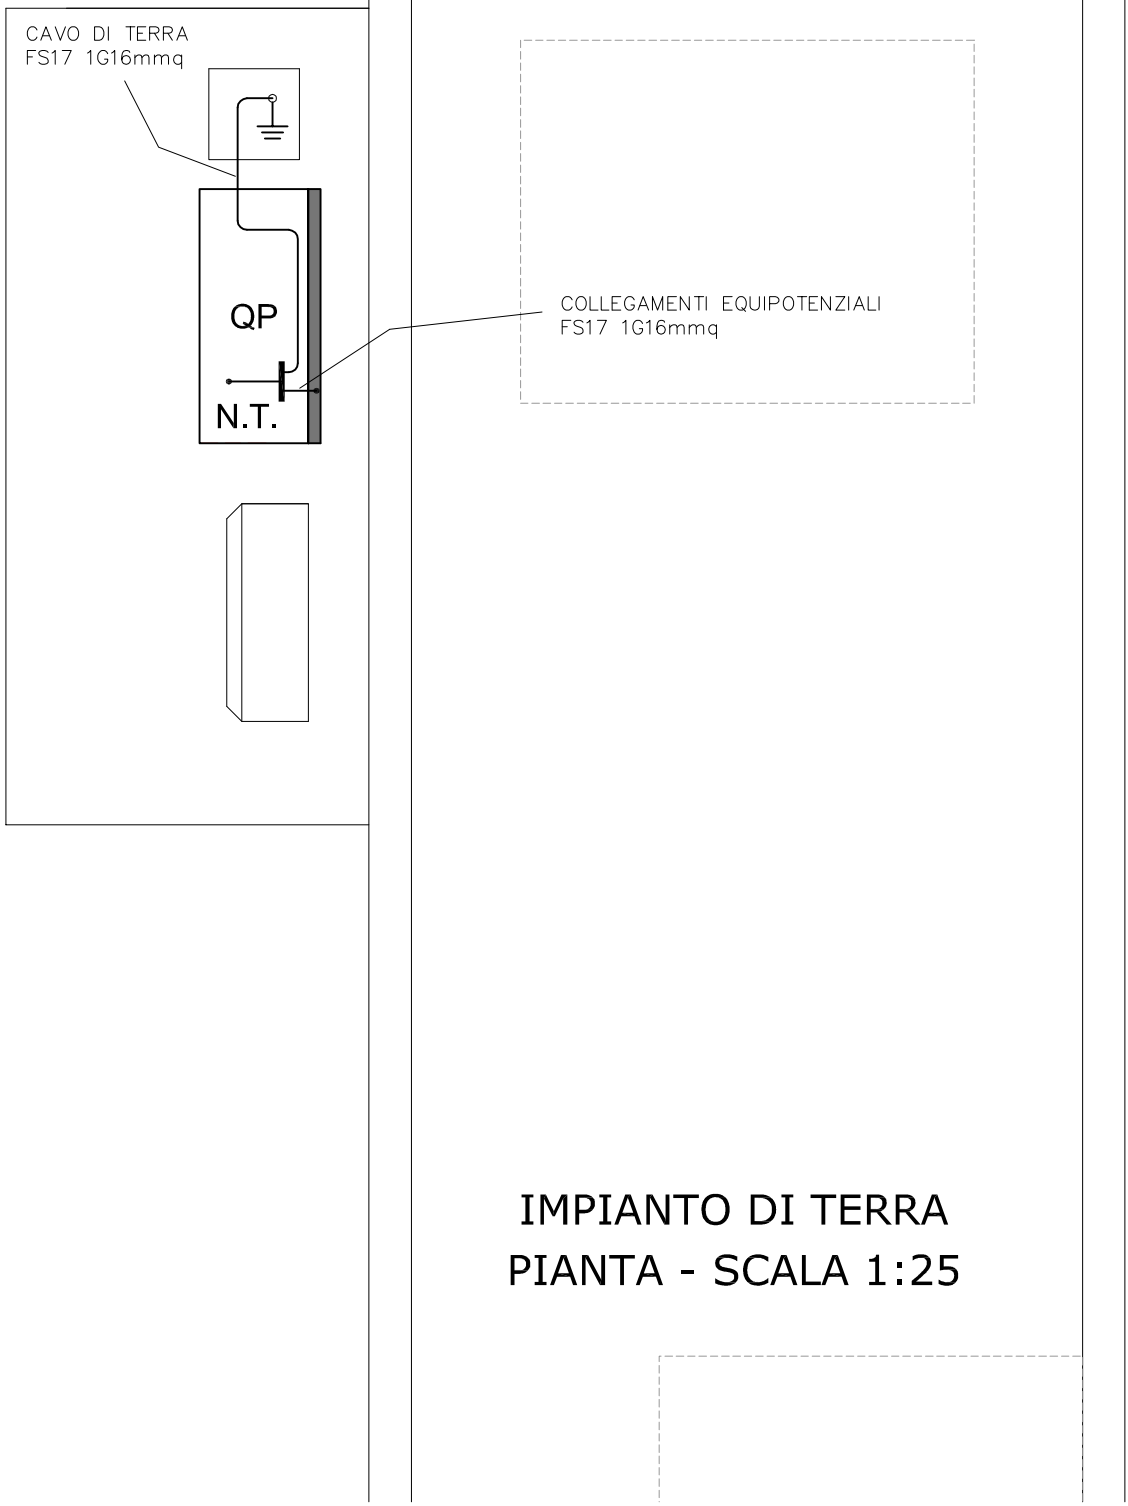 CAVO DI TERRA
FS17 1G16mmq
QP
COLLEGAMENTI EQUIPOTENZIALI
FS17 1G16mmq
N.T.
IMPIANTO DI TERRA
PIANTA - SCALA 1:25